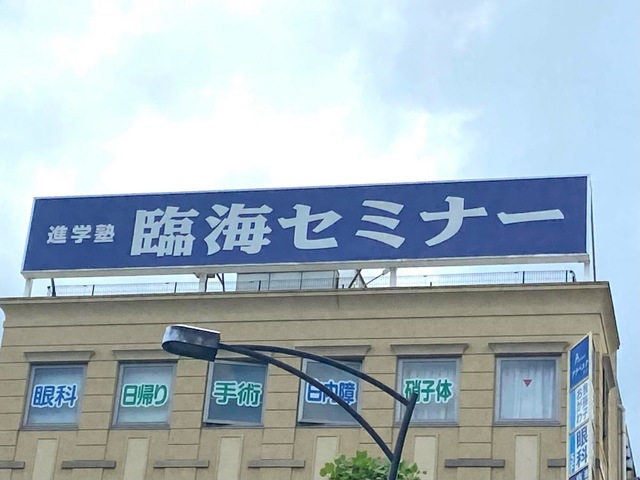 進学塾 臨海セミナー
眼科 日帰り 手術 白内障 硝子体
眼科